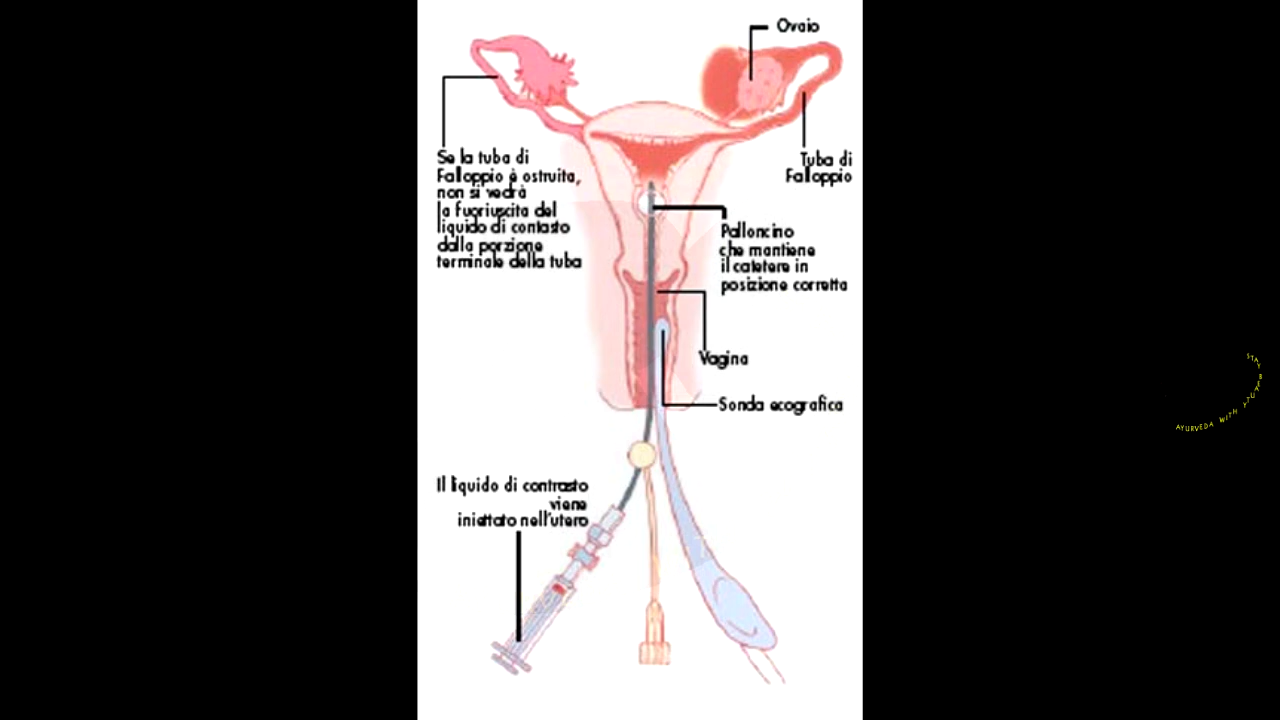 Ovaio
Se la tuba di
Falloppio è ostruita,
non si vedrà
la fuoriuscita del
liquido di contasto
dalla porzione
terminale della tuba
Tuba di
Falloppio
Palloncino
che mantiene
il catetere in
posizione corretta
Vagina
Sonda ecografica
Il liquido di contrasto
viene
iniettato nell'utero
AYURVEDA WITH